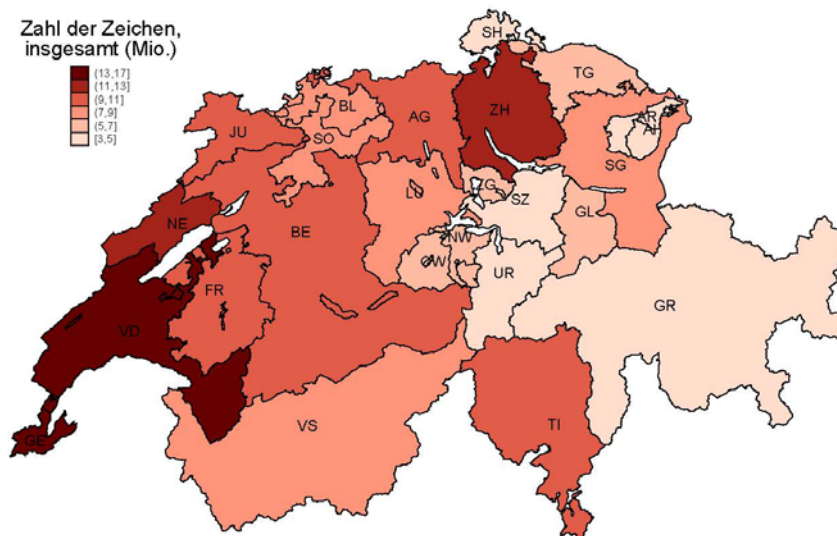 Zahl der Zeichen,
insgesamt (Mio.)
(13,17]
(11,13]
(9,11]
(7,9]
(5,7]
[3,5]
SH
TG
BS
BL
ZH
AG
JU
AR
AI
SO
SG
LU
ZG
SZ
NE
GL
BE
NW
OW
UR
FR
GR
VD
TI
VS
GE